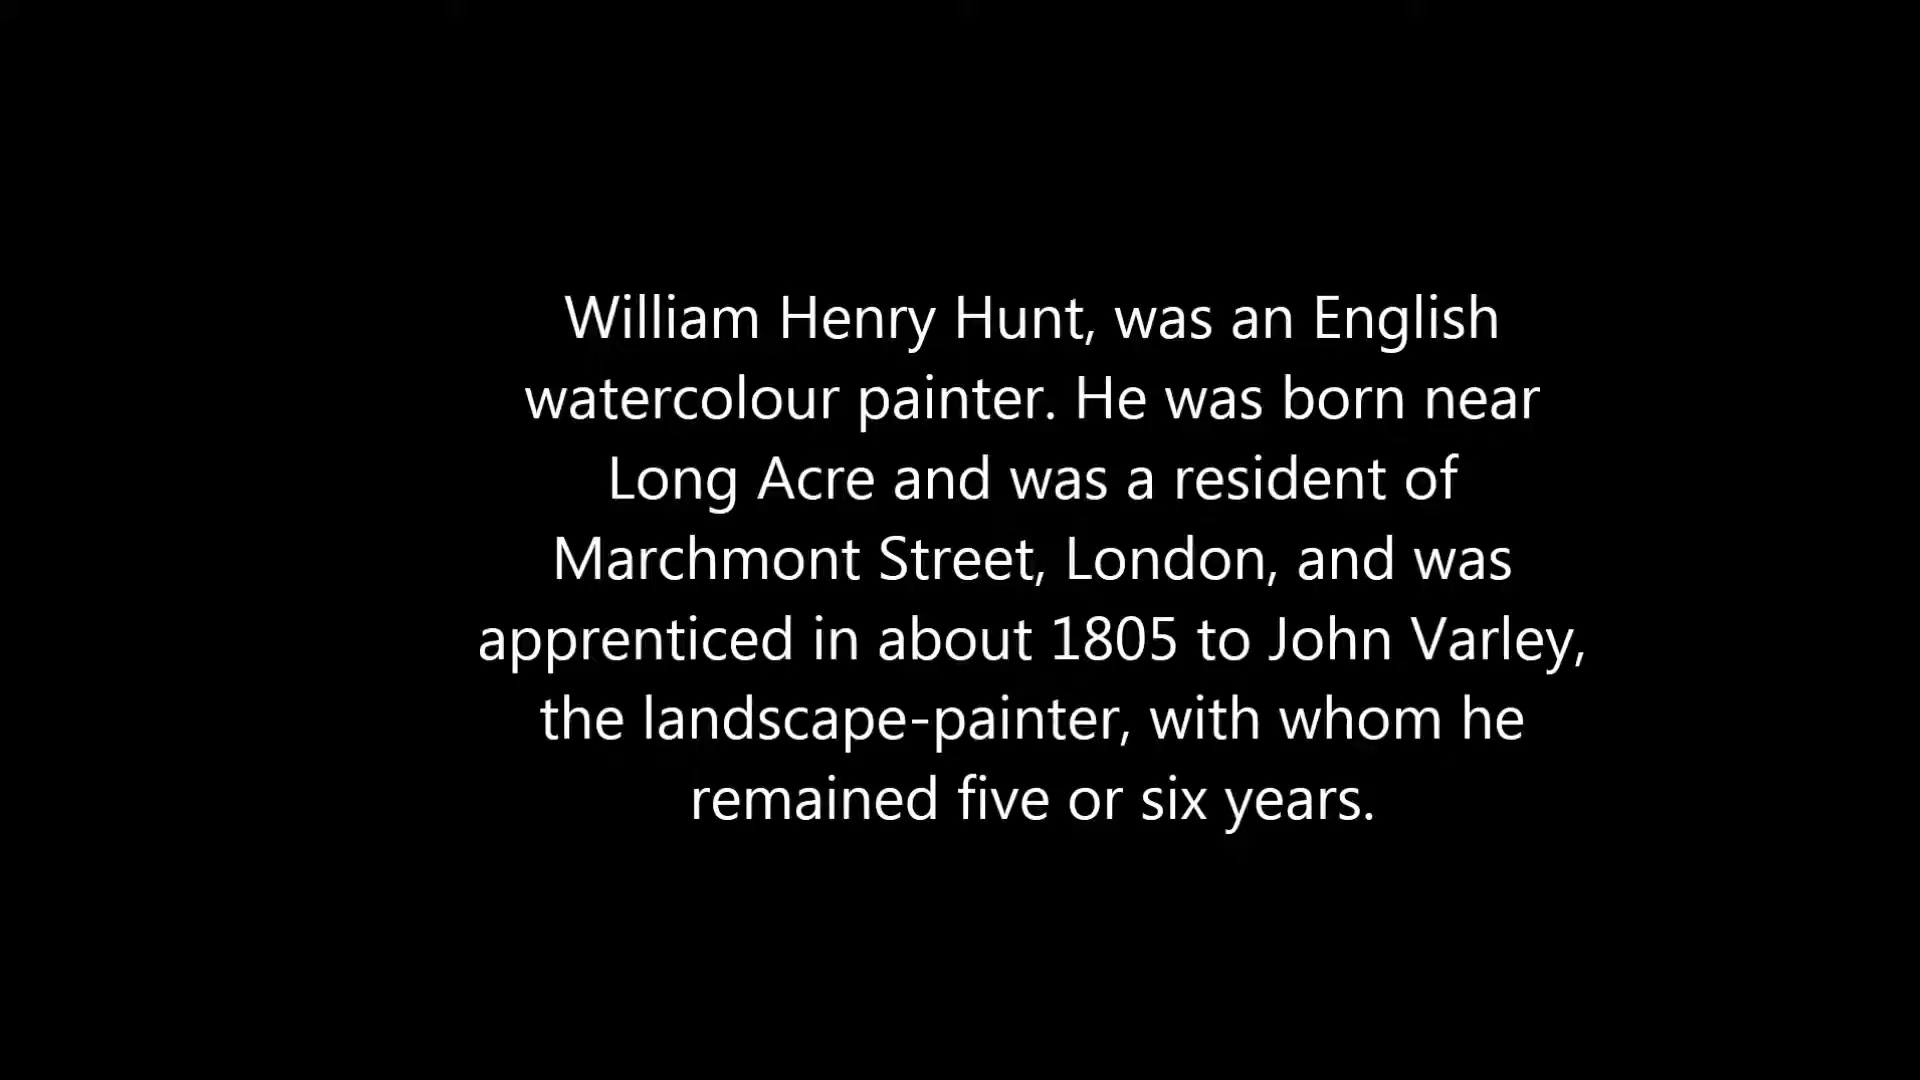 William Henry Hunt, was an English
watercolour painter. He was born near
Long Acre and was a resident of
Marchmont Street, London, and was
apprenticed in about 1805 to John Varley,
the landscape-painter, with whom he
remained five or six years.